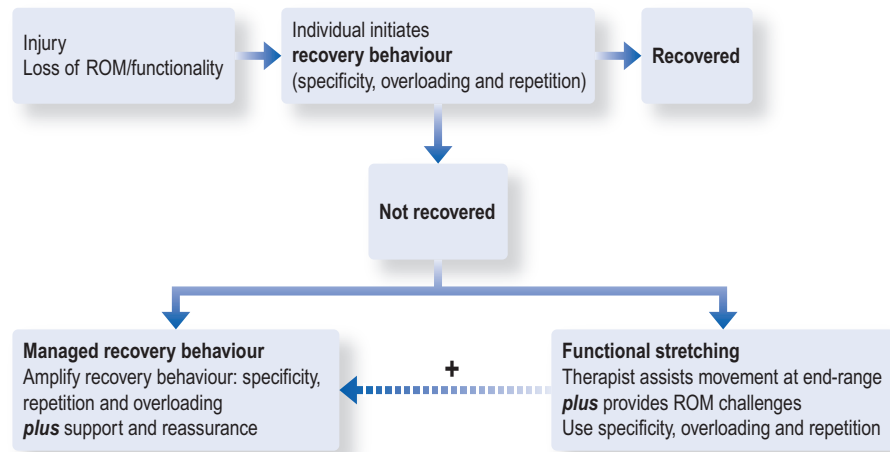 Injury
Loss of ROM/functionality
Individual initiates
recovery behaviour
(specificity, overloading and repetition)
Recovered
Not recovered
Managed recovery behaviour
Amplify recovery behaviour: specificity,
repetition and overloading
plus support and reassurance
+
Functional stretching
Therapist assists movement at end-range
plus provides ROM challenges
Use specificity, overloading and repetition